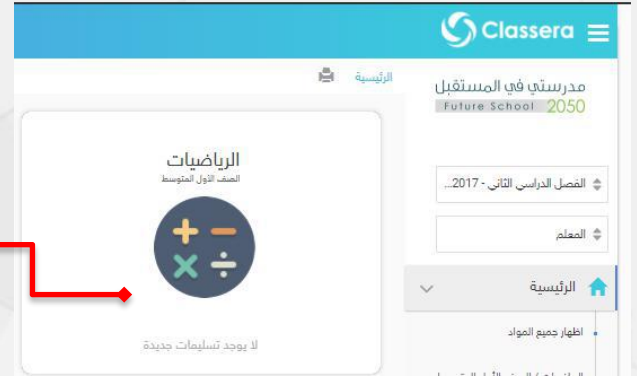 Classera
مدرستي في المستقبل
Future School 2050
الرئيسية
الفصل الدراسي الثاني - 2017...
المعلم
الرئيسية
اظهار جميع المواد
الرياضيات
الصف الأول المتوسط
لا يوجد تسليمات جديدة